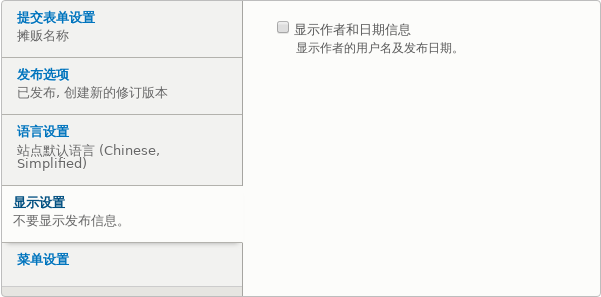 提交表单设置
摊贩名称
发布选项
已发布, 创建新的修订版本
语言设置
站点默认语言 (Chinese,
Simplified)
显示设置
不要显示发布信息。
菜单设置
显示作者和日期信息
显示作者的用户名及发布日期。